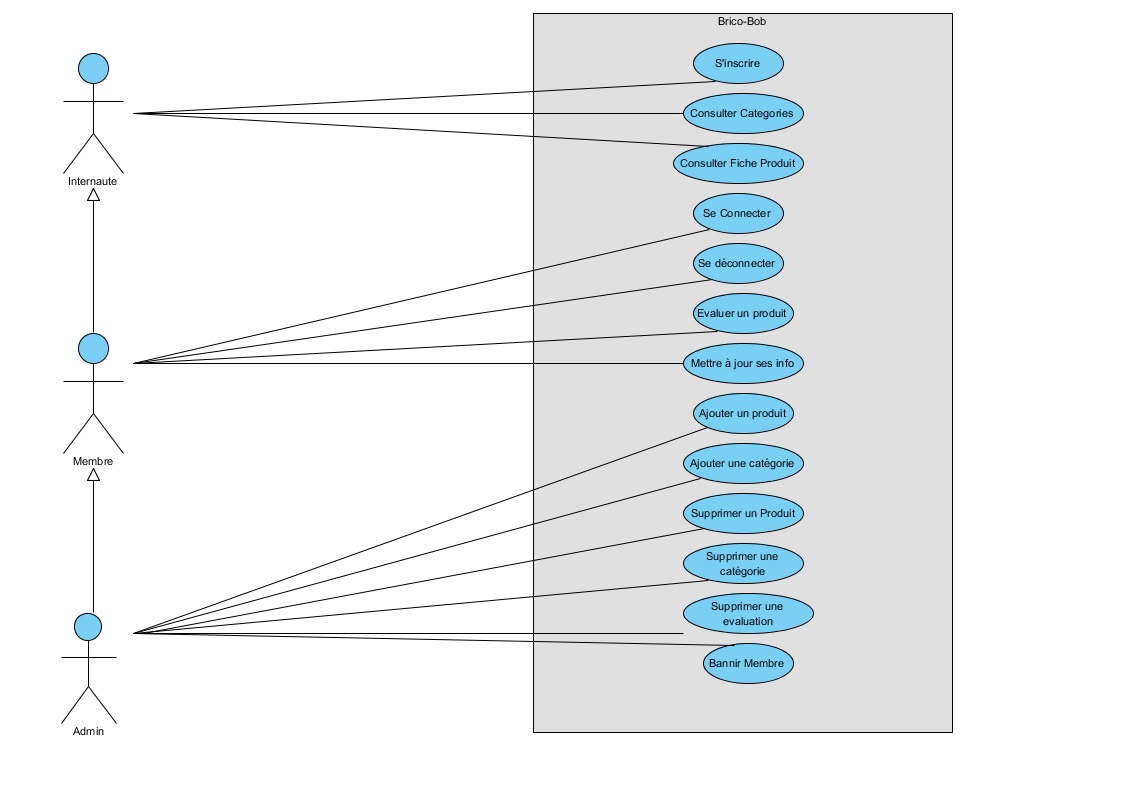 Brico-Bob
S'inscrire
Consulter Categories
Consulter Fiche Produit
Internaute
Se Connecter
Se déconnecter
Evaluer un produit
Mettre à jour ses info
Ajouter un produit
Membre
Ajouter une catégorie
Supprimer un Produit
Supprimer une
catégorie
Supprimer une
evaluation
Bannir Membre
Admin